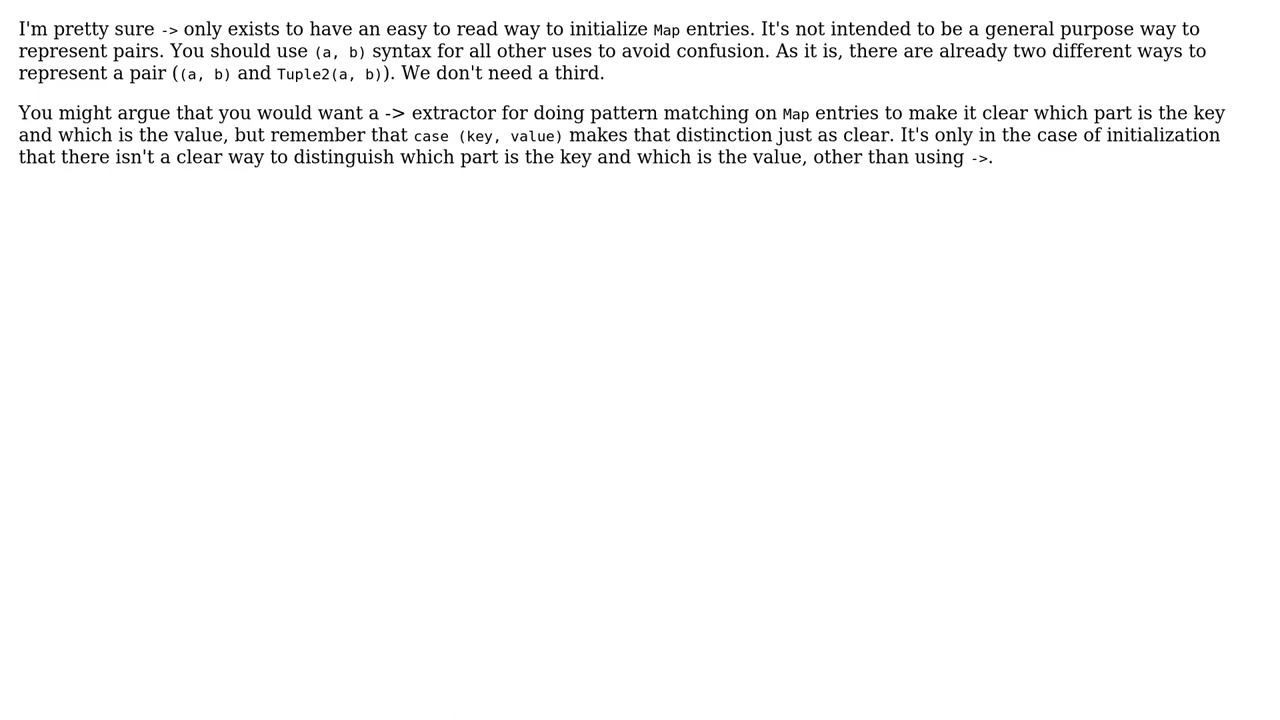 I'm pretty sure -> only exists to have an easy to read way to initialize Map entries. It's not intended to be a general purpose way to
represent pairs. You should use (a, b) syntax for all other uses to avoid confusion. As it is, there are already two different ways to
represent a pair ((a, b) and Tuple2(a, b)). We don't need a third.
You might argue that you would want a -> extractor for doing pattern matching on Map entries to make it clear which part is the key
and which is the value, but remember that case (key, value) makes that distinction just as clear. It's only in the case of initialization
that there isn't a clear way to distinguish which part is the key and which is the value, other than using ->.